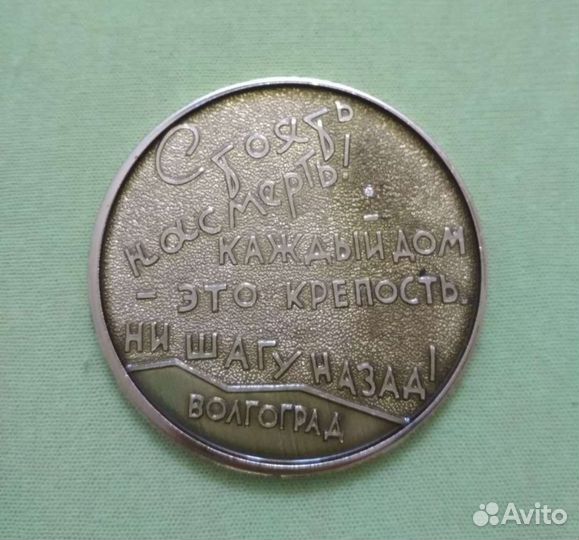 Стоять
насмерть!
КАЖДЫЙ ДОМ
- ЭТО КРЕПОСТЬ.
НИ ШАГУ НАЗАД!
ВОЛГОГРАД
Avito